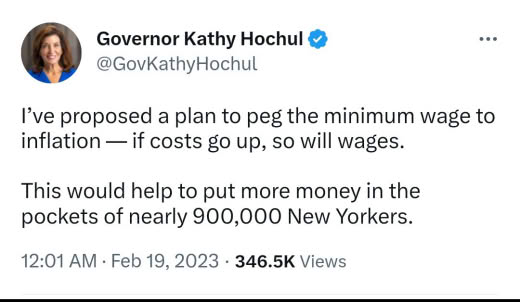 Governor Kathy Hochul
@GovKathyHochul
I’ve proposed a plan to peg the minimum wage to
inflation — if costs go up, so will wages.
This would help to put more money in the
pockets of nearly 900,000 New Yorkers.
12:01 AM · Feb 19, 2023 · 346.5K Views